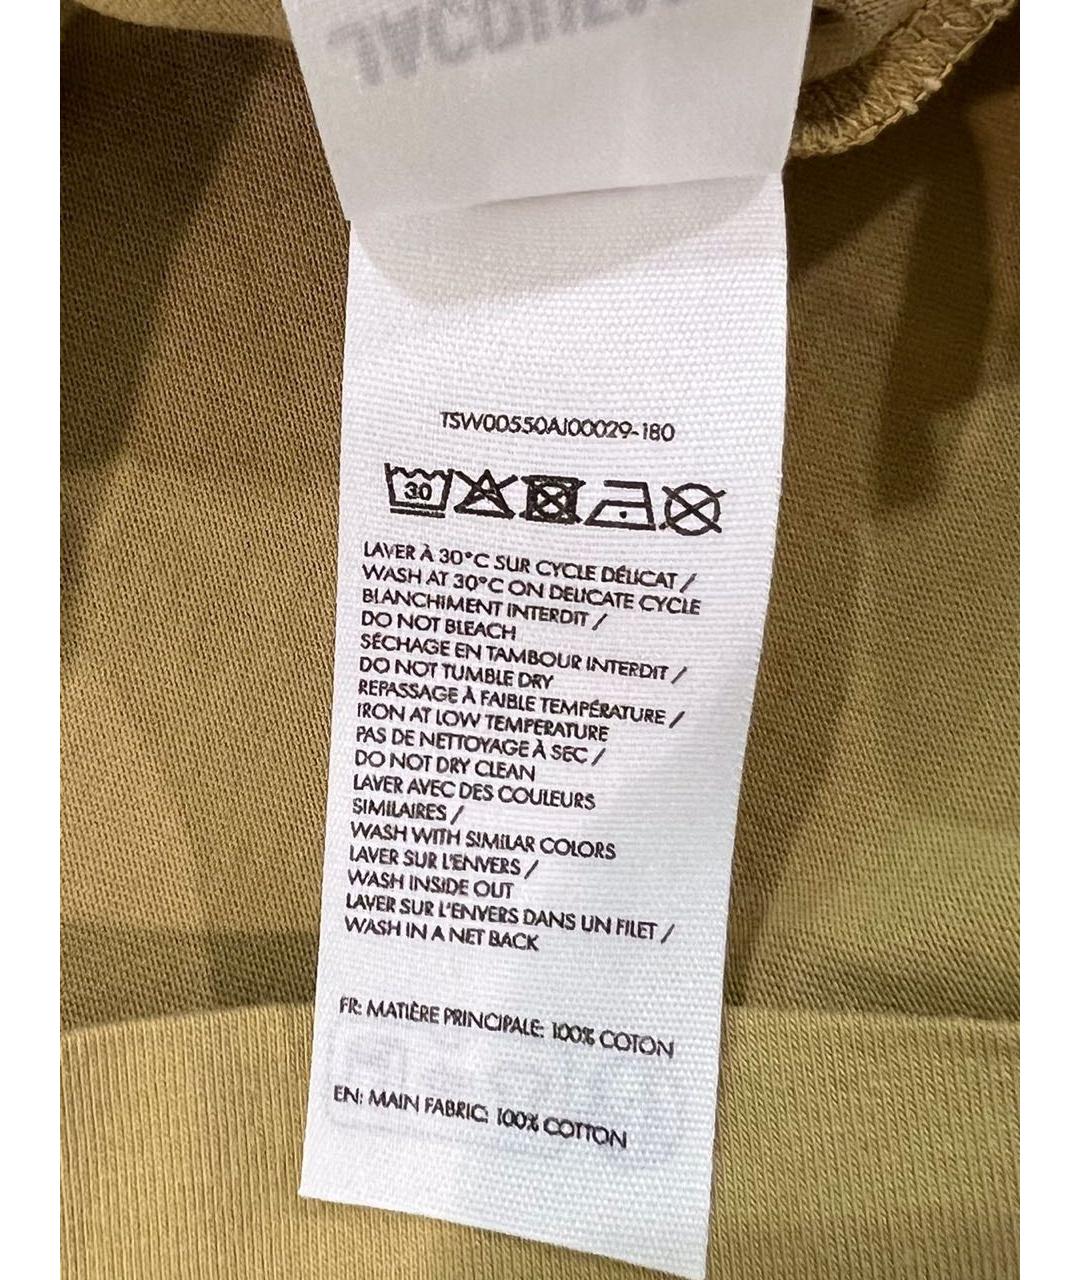 TSW00550AJ00029-180
30
LAVER À 30°C SUR CYCLE DÉLICAT /
WASH AT 30°C ON DELICATE CYCLE
BLANCHIMENT INTERDIT /
DO NOT BLEACH
SÉCHAGE EN TAMBOUR INTERDIT /
DO NOT TUMBLE DRY
REPASSAGE À FAIBLE TEMPÉRATURE /
IRON AT LOW TEMPERATURE
PAS DE NETTOYAGE À SEC /
DO NOT DRY CLEAN
LAVER AVEC DES COULEURS
SIMILAIRES /
WASH WITH SIMILAR COLORS
LAVER SUR L'ENVERS /
WASH INSIDE OUT
LAVER SUR L'ENVERS DANS UN FILET /
WASH IN A NET BACK
FR: MATIÈRE PRINCIPALE: 100% COTON
EN: MAIN FABRIC: 100% COTTON